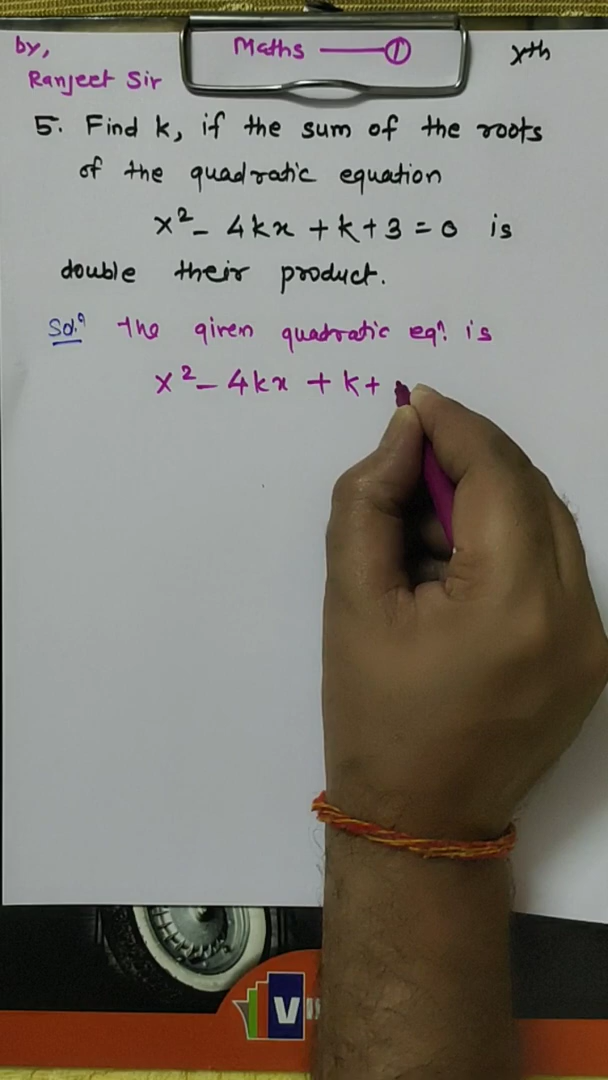 by,
Ranjeet Sir
Maths —— ①
Xth
5. Find k, if the sum of the roots
of the quadratic equation
x² - 4kx + k + 3 = 0 is
double their product.
Solⁿ the given quadratic eqⁿ is
x² - 4kx + k +
V